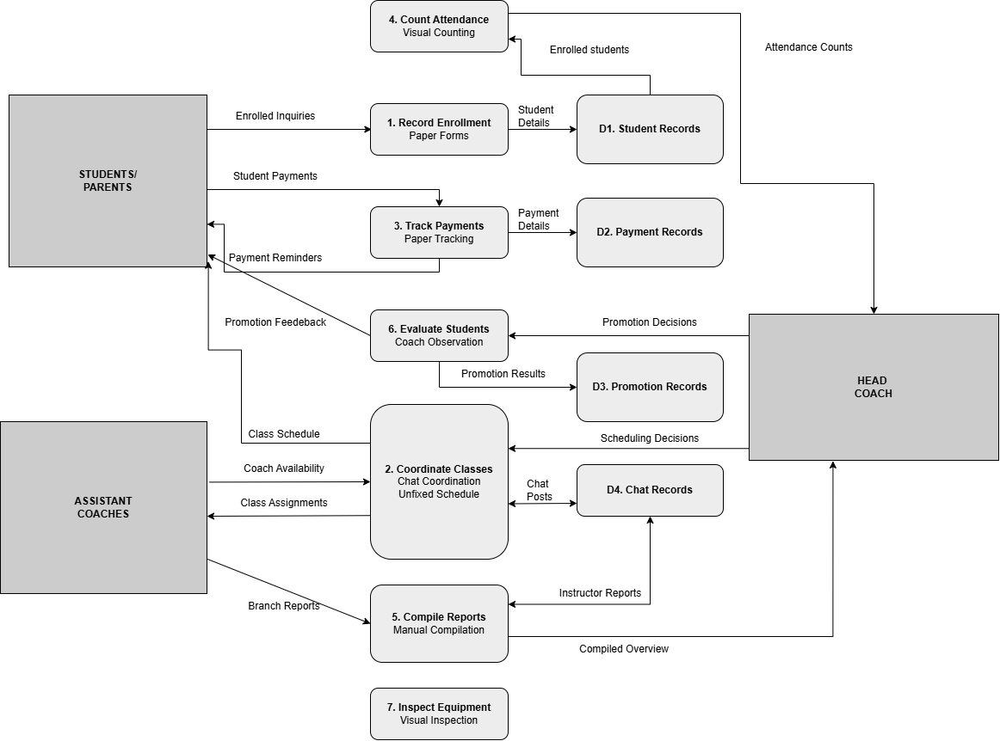 4. Count Attendance
Visual Counting
Attendance Counts
Enrolled students
Enrolled Inquiries
1. Record Enrollment
Paper Forms
Student
Details
D1. Student Records
STUDENTS/
PARENTS
Student Payments
3. Track Payments
Paper Tracking
Payment
Details
D2. Payment Records
Payment Reminders
Promotion Feedeback
6. Evaluate Students
Coach Observation
Promotion Decisions
Promotion Results
D3. Promotion Records
HEAD
COACH
Class Schedule
Scheduling Decisions
Coach Availability
2. Coordinate Classes
Chat Coordination
Unfixed Schedule
Chat
Posts
D4. Chat Records
ASSISTANT
COACHES
Class Assignments
Branch Reports
5. Compile Reports
Manual Compilation
Instructor Reports
Compiled Overview
7. Inspect Equipment
Visual Inspection